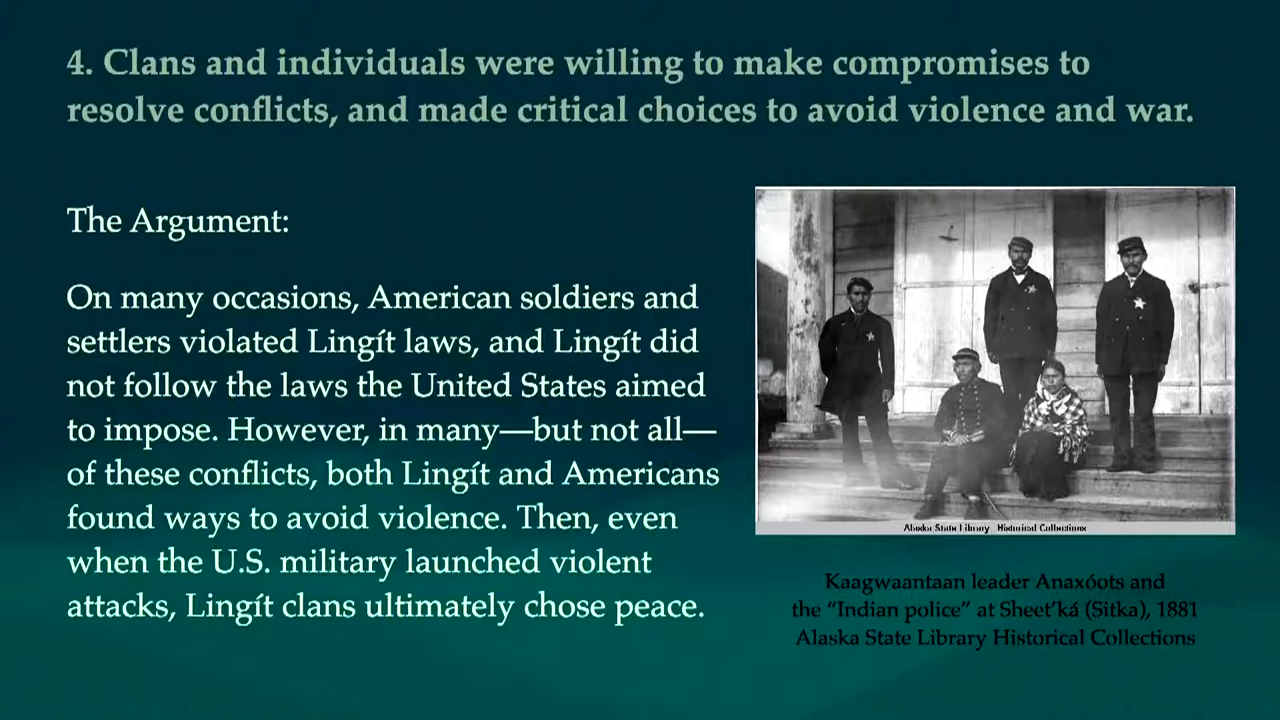 4. Clans and individuals were willing to make compromises to
resolve conflicts, and made critical choices to avoid violence and war.
The Argument:
On many occasions, American soldiers and
settlers violated Lingít laws, and Lingít did
not follow the laws the United States aimed
to impose. However, in many—but not all—
of these conflicts, both Lingít and Americans
found ways to avoid violence. Then, even
when the U.S. military launched violent
attacks, Lingít clans ultimately chose peace.
Alaska State Library Historical Collections
Kaagwaantaan leader Anaxóots and
the “Indian police” at Sheet’ká (Sitka), 1881
Alaska State Library Historical Collections